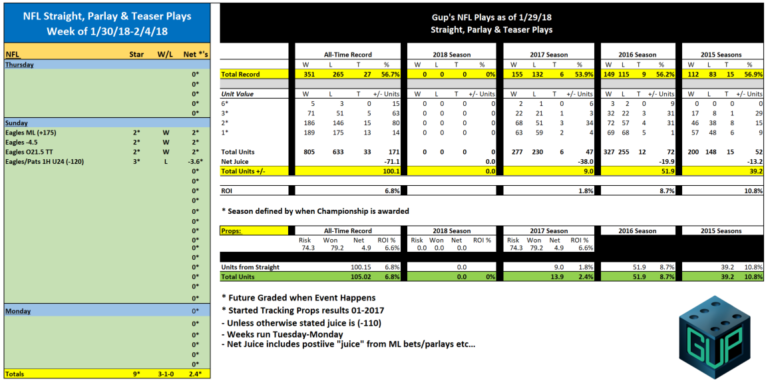 NFL Straight, Parlay & Teaser Plays
Week of 1/30/18-2/4/18
NFL Star W/L Net *'s
Thursday
0*
0*
0*
0*
0*
Sunday
Eagles ML (+175) 2* W 2*
Eagles -4.5 2* W 2*
Eagles O21.5 TT 2* W 2*
Eagles/Pats 1H U24 (-120) 3* L -3.6*
0*
0*
0*
0*
0*
0*
0*
0*
0*
0*
0*
0*
0*
0*
Monday 0*
0*
0*
0*
0*
0*
Totals 9* 3-1-0 2.4*
Gup's NFL Plays as of 1/29/18
Straight, Parlay & Teaser Plays
All-Time Record 2018 Season 2017 Season 2016 Season 2015 Seasons
W L T % W L T % W L T % W L T % W L T %
Total Record 351 265 27 56.7% 0 0 0 0% 155 132 6 53.9% 149 115 9 56.2% 112 83 15 56.9%
Unit Value W L T +/- Units W L T +/- Units W L T +/- Units W L T +/- Units W L T +/- Units
6* 5 3 0 15 0 0 0 0 2 1 0 6 3 2 0 9 0 0 0 0
3* 71 51 5 63 0 0 0 0 22 21 1 3 32 22 3 31 17 8 1 29
2* 186 146 15 80 0 0 0 0 68 51 3 34 72 57 4 31 46 38 8 15
1* 189 175 13 14 0 0 0 0 63 59 2 4 69 68 5 1 57 48 6 9
Total Units 805 633 33 171 0 0 0 0 277 230 6 47 327 255 12 72 200 148 15 52
Net Juice -71.1 0.0 -38.0 -19.9 -13.2
Total Units +/- 100.1 0.0 9.0 51.9 39.2
ROI 6.8% 1.8% 8.7% 10.8%
* Season defined by when Championship is awarded
Props: All-Time Record 2018 Season 2017 Season 2016 Season 2015 Seasons
Risk Won Net ROI % Risk Won Net ROI % Risk Won Net ROI %
74.3 79.2 4.9 6.6% 0.0 0.0 0.0 74.3 79.2 4.9 6.6%
Units from Straight 100.15 6.8% 0.0 9.0 1.8% 51.9 8.7% 39.2 10.8%
Total Units 105.02 6.8% 0.0 0% 13.9 2.4% 51.9 8.7% 39.2 10.8%
* Future Graded when Event Happens
* Started Tracking Props results 01-2017
- Unless otherwise stated juice is (-110)
- Weeks run Tuesday-Monday
- Net Juice includes postiive "juice" from ML bets/parlays etc...
GUP